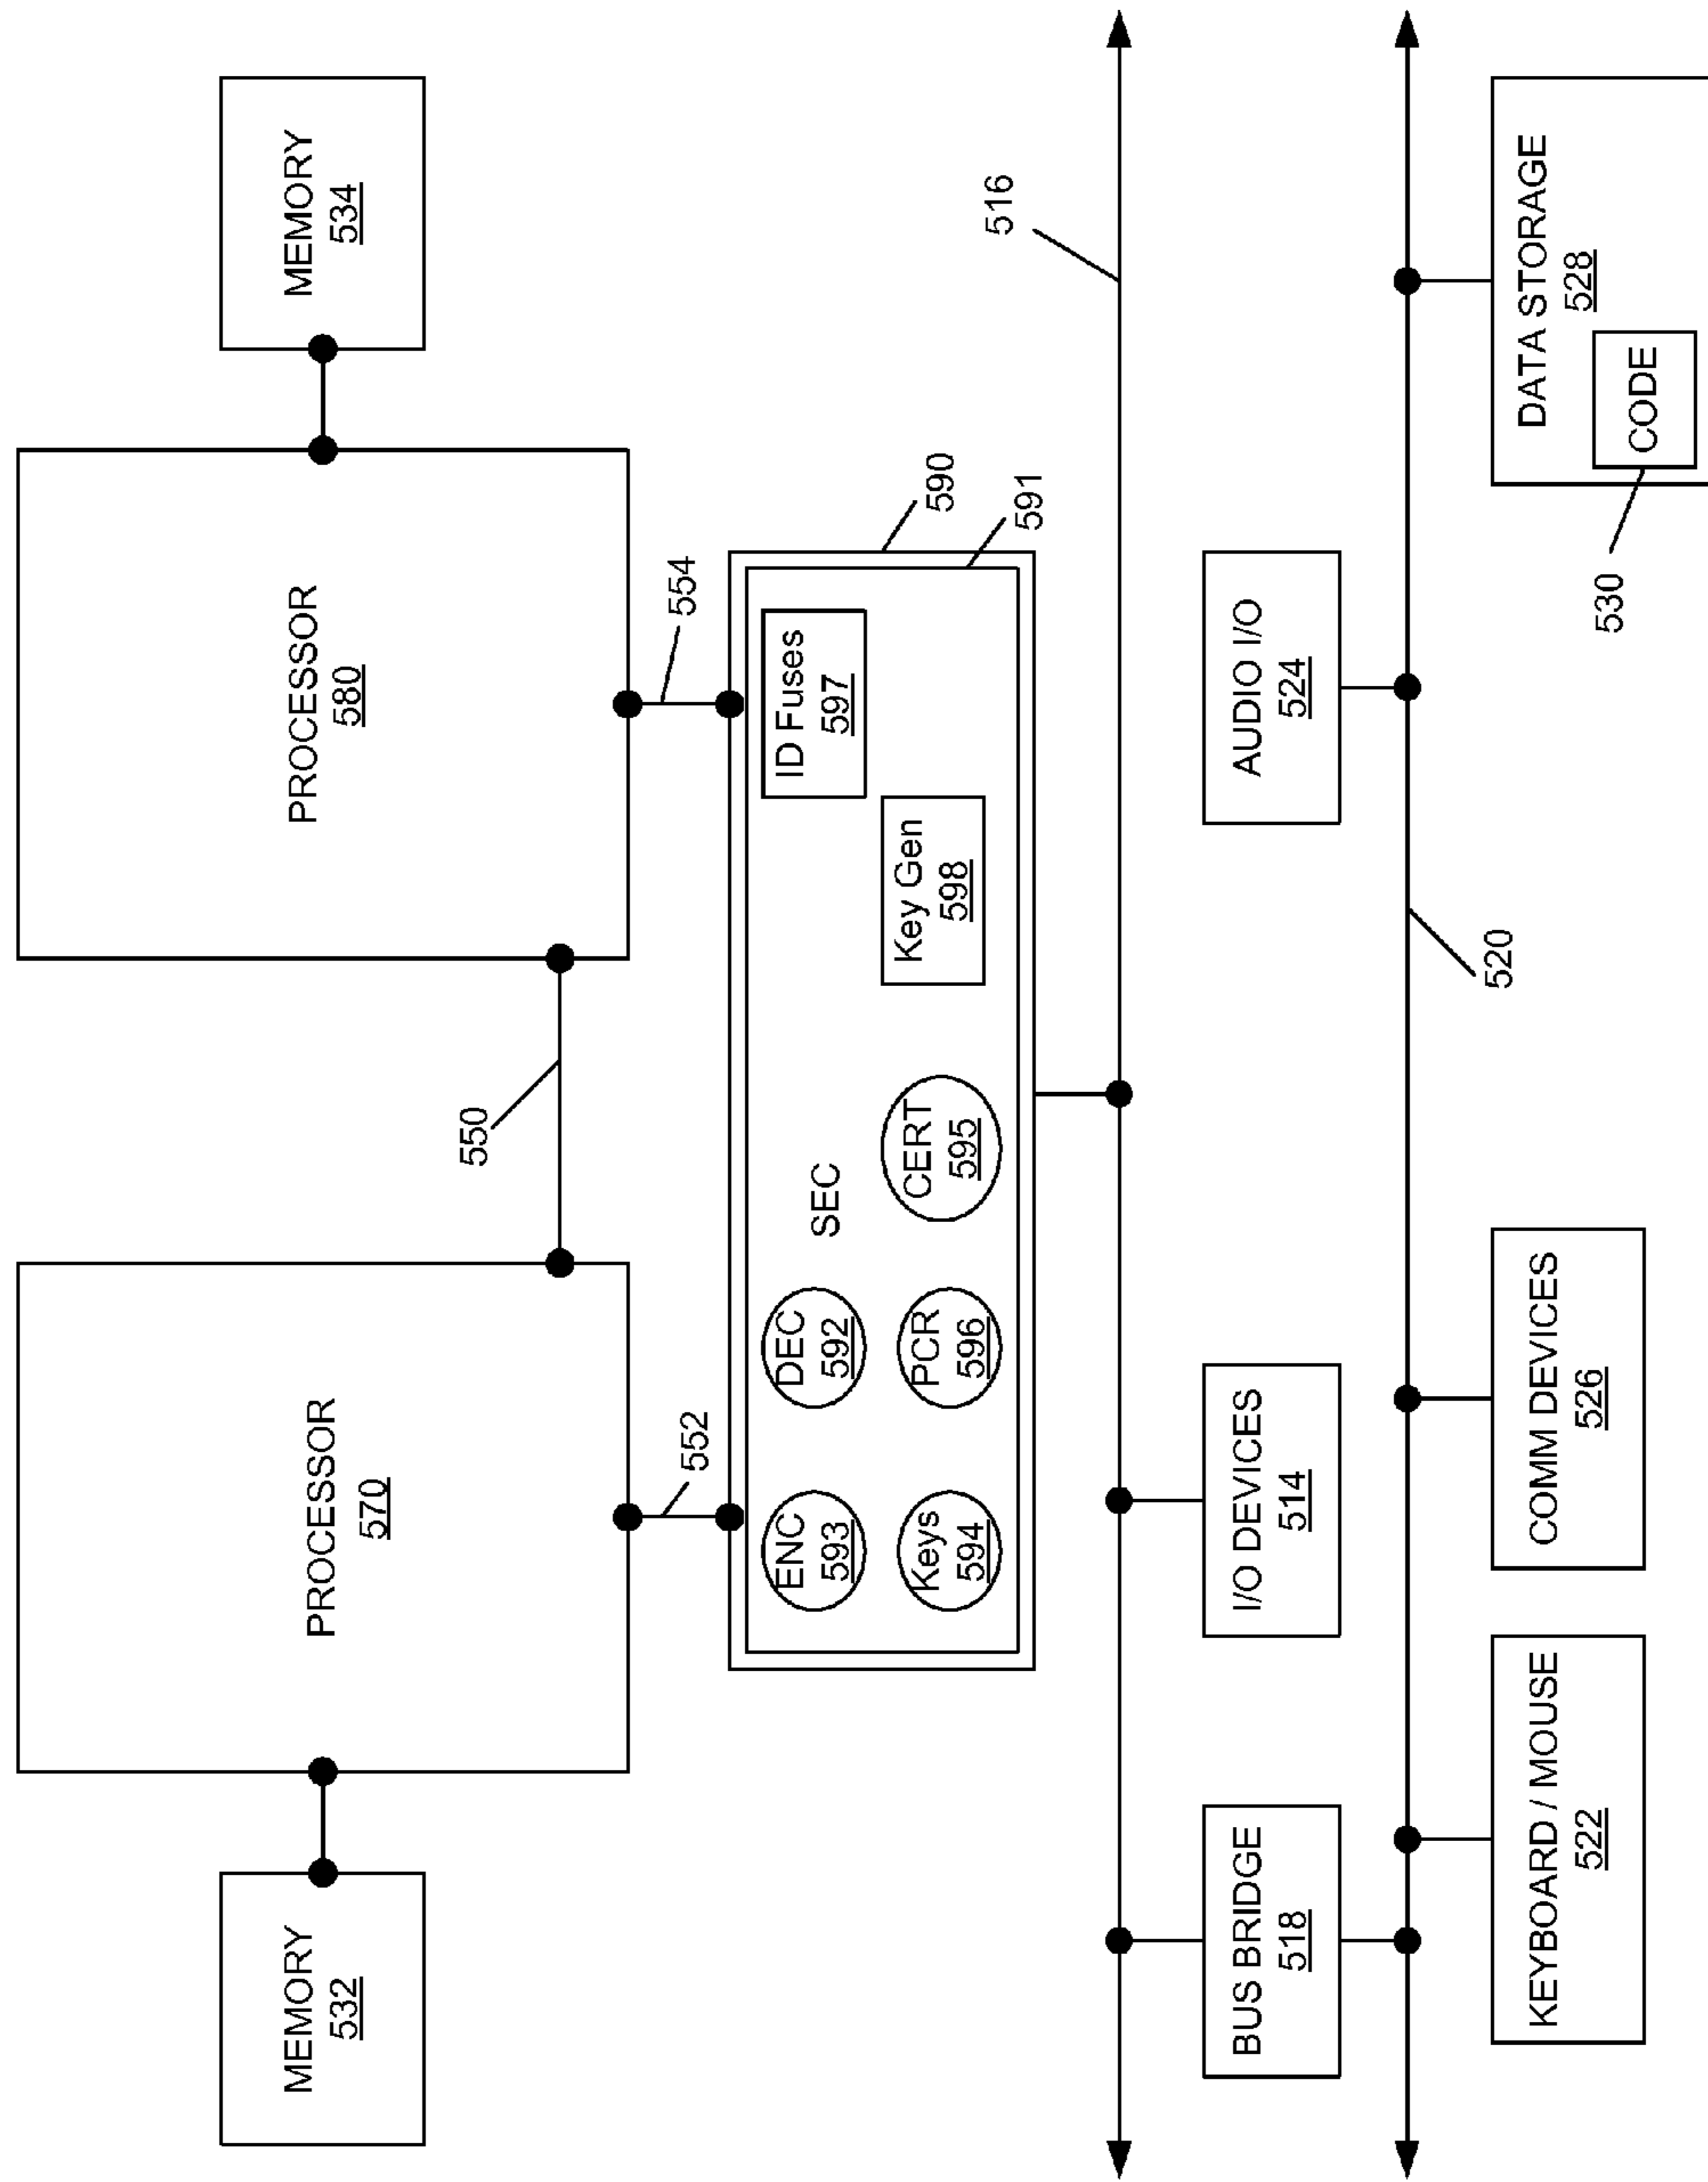 MEMORY
532
PROCESSOR
570
550
PROCESSOR
580
MEMORY
534
552
554
590
591
ENC
593
DEC
592
SEC
ID Fuses
597
Keys
594
PCR
596
CERT
595
Key Gen
598
516
BUS BRIDGE
518
I/O DEVICES
514
AUDIO I/O
524
520
KEYBOARD / MOUSE
522
COMM DEVICES
526
DATA STORAGE
528
CODE
530